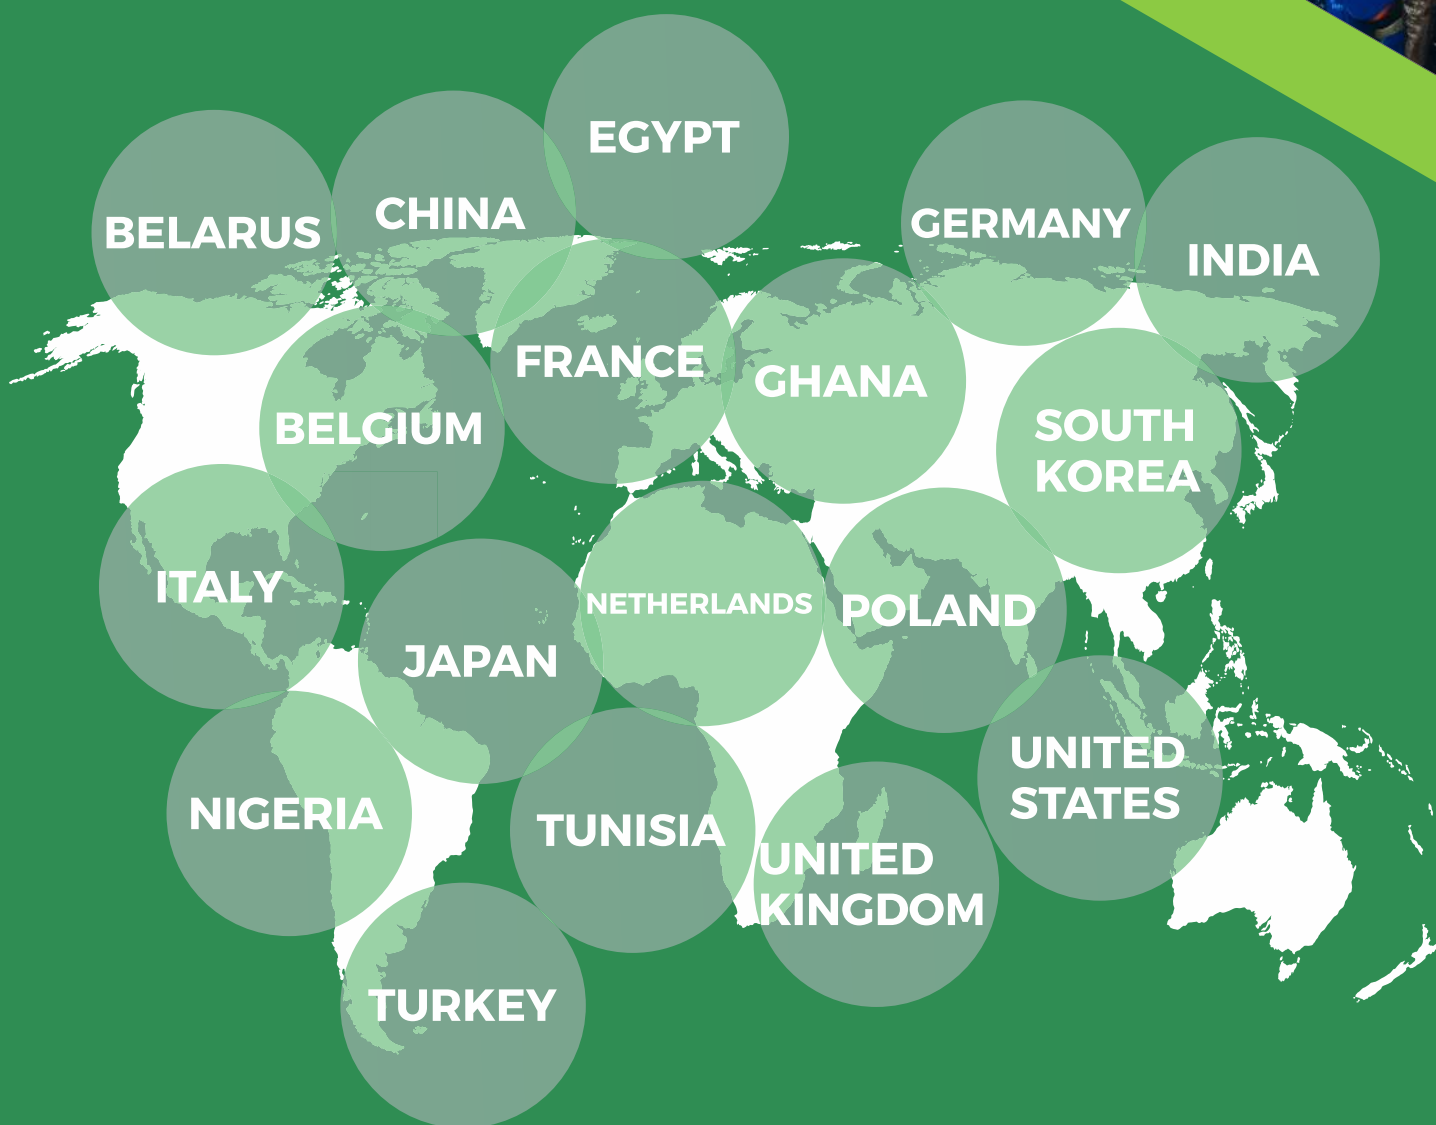 EGYPT
BELARUS
CHINA
GERMANY
INDIA
FRANCE
GHANA
BELGIUM
SOUTH
KOREA
ITALY
NETHERLANDS
POLAND
JAPAN
UNITED
STATES
NIGERIA
TUNISIA
UNITED
KINGDOM
TURKEY